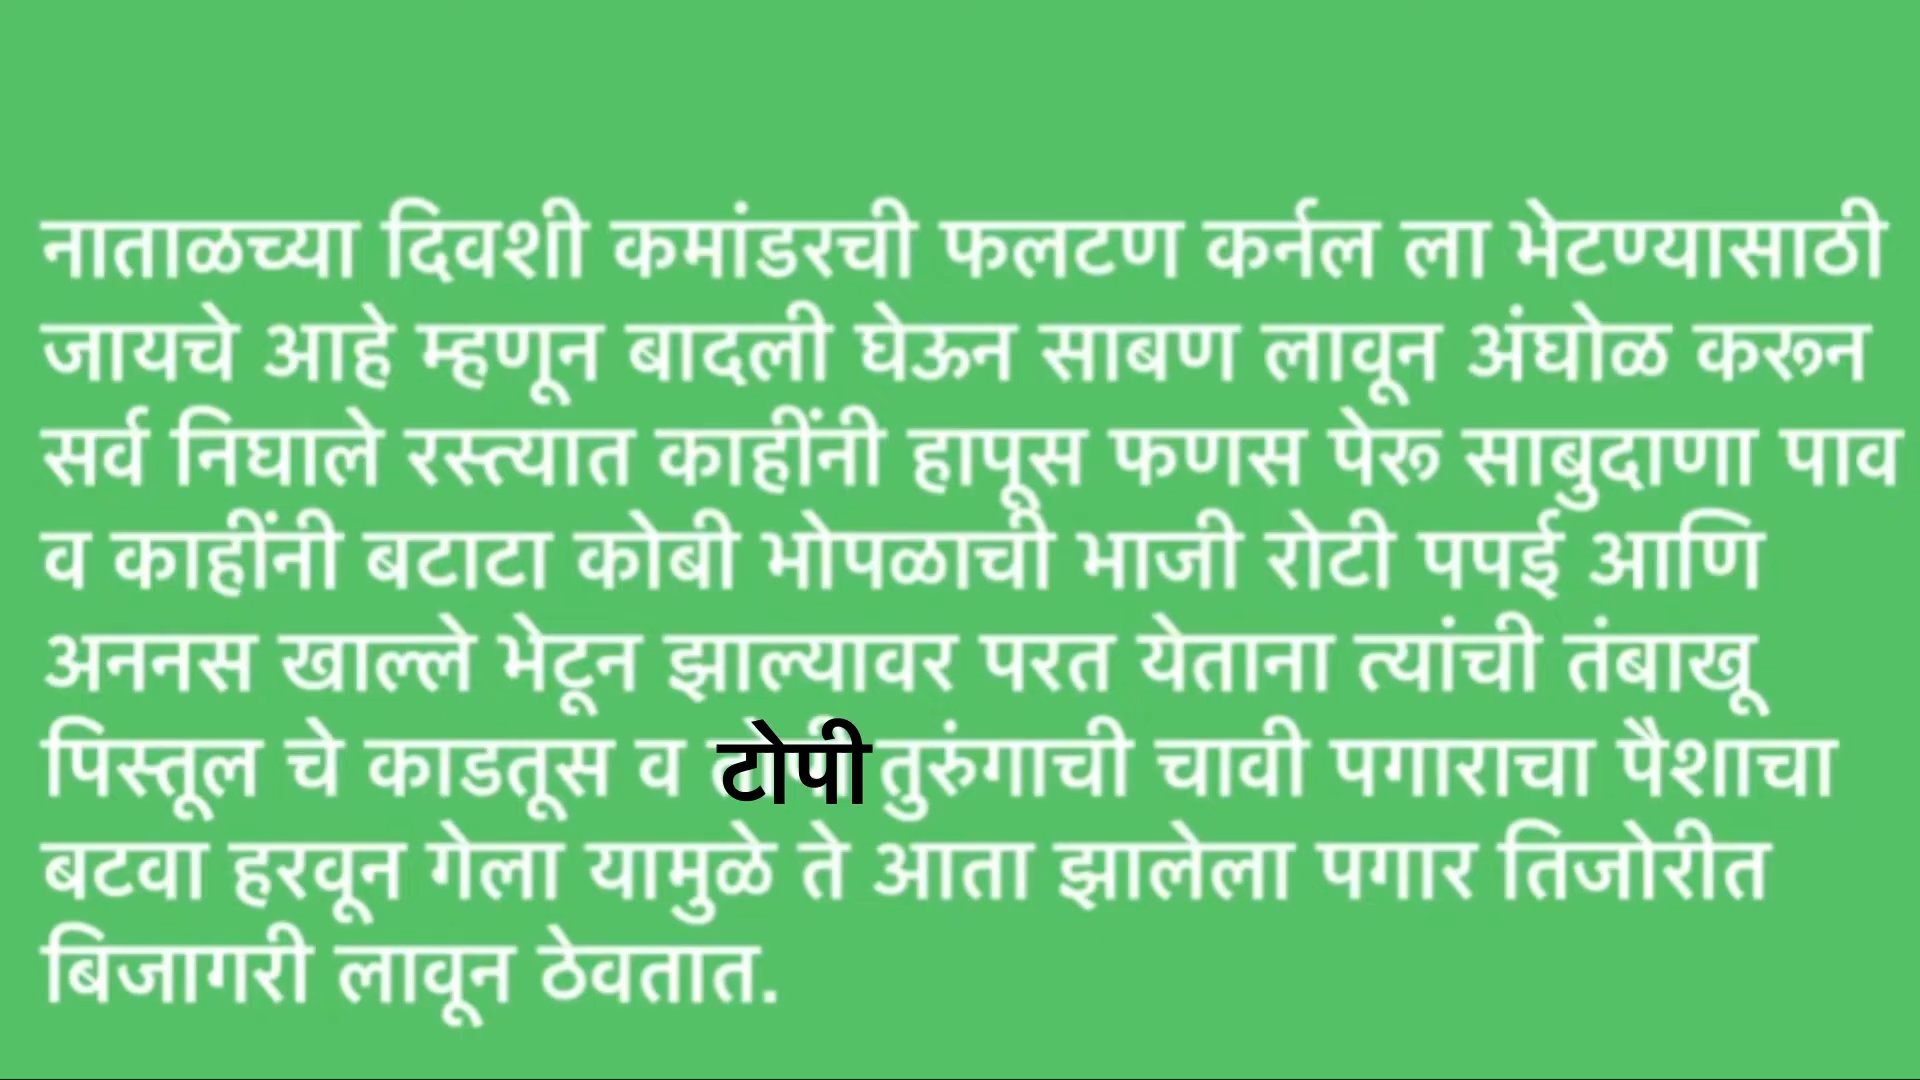 नाताळच्या दिवशी कमांडरची फलटण कर्नल ला भेटण्यासाठी
जायचे आहे म्हणून बादली घेऊन साबण लावून अंघोळ करून
सर्व निघाले रस्त्यात काहींनी हापूस फणस पेरू साबुदाणा पाव
व काहींनी बटाटा कोबी भोपळाची भाजी रोटी पपई आणि
अननस खाल्ले भेटून झाल्यावर परत येताना त्यांची तंबाखू
पिस्तूल चे काडतूस व टोपी तुरुंगाची चावी पगाराचा पैशाचा
बटवा हरवून गेला यामुळे ते आता झालेला पगार तिजोरीत
बिजागरी लावून ठेवतात.